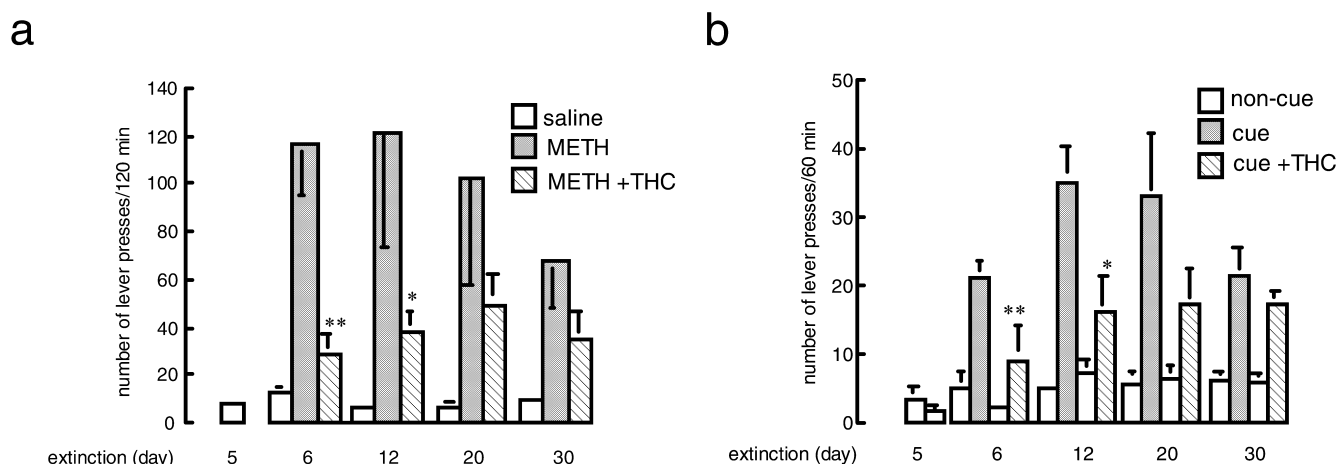 a
number of lever presses/120 min
140
120
100
80
60
40
20
0
saline
METH
METH +THC
**
*
extinction (day) 5 6 12 20 30
b
number of lever presses/60 min
50
40
30
20
10
0
non-cue
cue
cue +THC
**
*
extinction (day) 5 6 12 20 30